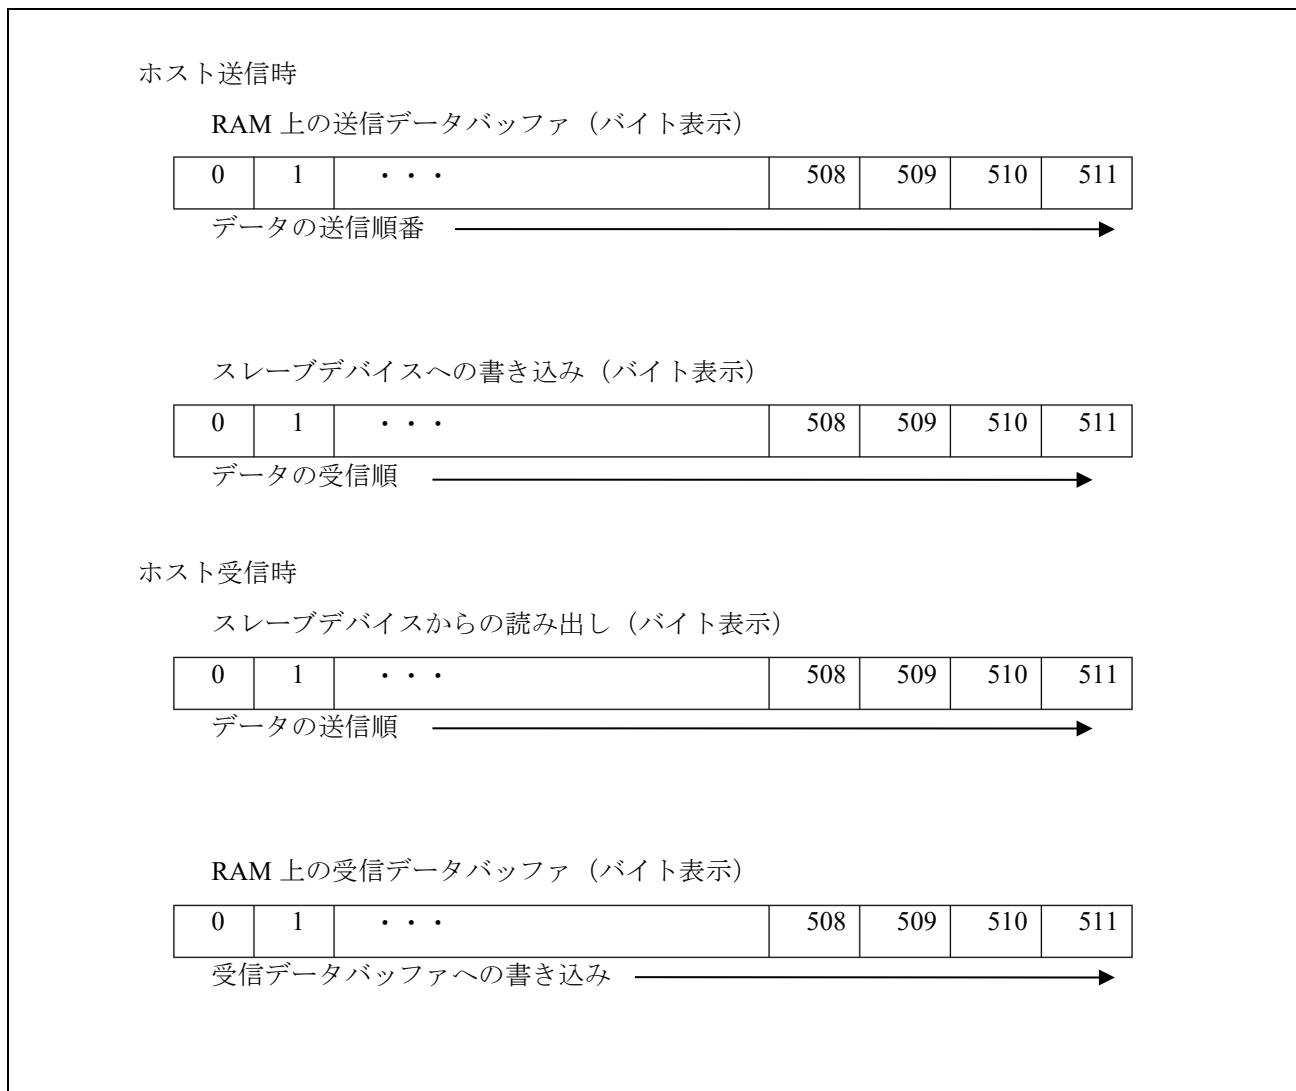 ホスト送信時
RAM 上の送信データバッファ（バイト表示）
0 1 ・・・ 508 509 510 511
データの送信順番
スレーブデバイスへの書き込み（バイト表示）
0 1 ・・・ 508 509 510 511
データの受信順
ホスト受信時
スレーブデバイスからの読み出し（バイト表示）
0 1 ・・・ 508 509 510 511
データの送信順
RAM 上の受信データバッファ（バイト表示）
0 1 ・・・ 508 509 510 511
受信データバッファへの書き込み